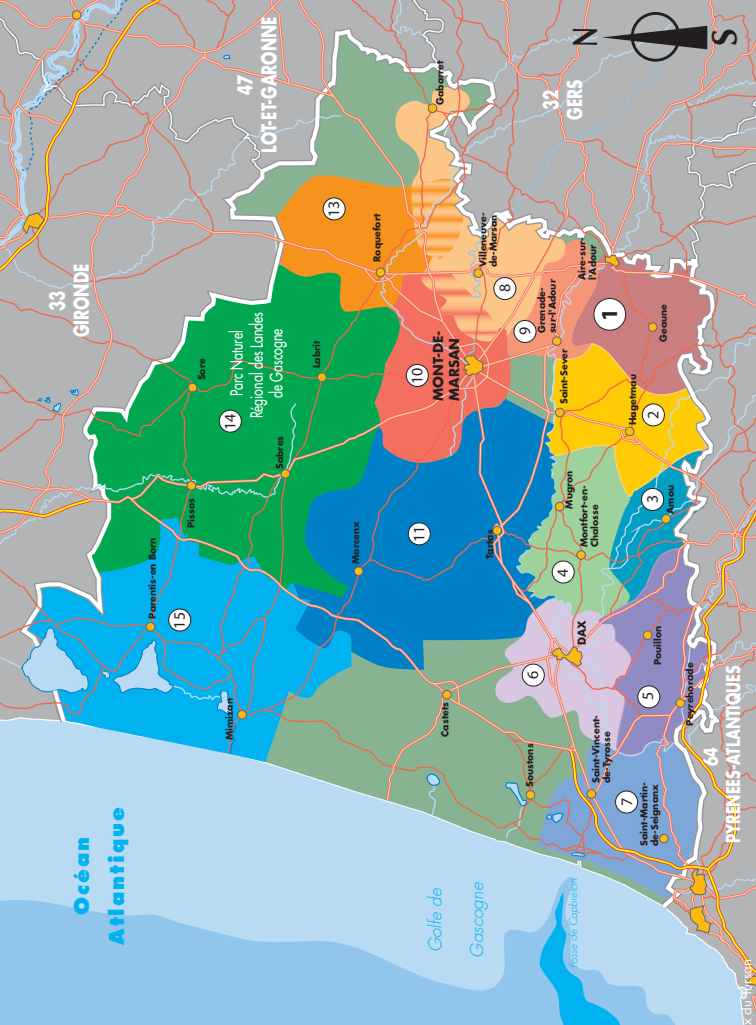 N
S
47
LOT-ET-GARONNE
32
GERS
33
GIRONDE
Gabarret
13
Roquefort
Villeneuve-
de-Marsan
8
Aire-sur-
l'Adour
Grenade-
sur-l'Adour
9
1
Geaune
Parc Naturel
Régional des Landes
de Gascogne
Sore
Labrit
14
10
MONT-DE-
MARSAN
Saint-Sever
Hagetmau
2
Sabres
Pissos
Mugron
Montfort-en-
Chalosse
3
Amou
4
Morcenx
11
Tartas
Parentis-en Born
15
Mimizan
6
DAX
Pouillon
5
Peyrehorade
Castets
Soustons
Saint-Vincent-
de-Tyrosse
7
Saint-Martin-
de-Seignanx
64
PYRENEES-ATLANTIQUES
Océan
Atlantique
Golfe de
Gascogne
Fosse de Capbreton
x du Tursan